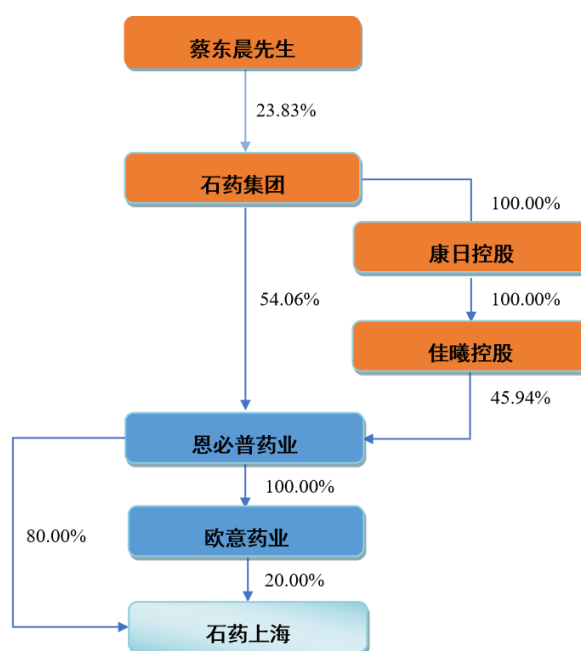 蔡东晨先生
23.83%
石药集团
100.00%
康日控股
54.06%
100.00%
佳曦控股
45.94%
恩必普药业
100.00%
欧意药业
80.00%
20.00%
石药上海